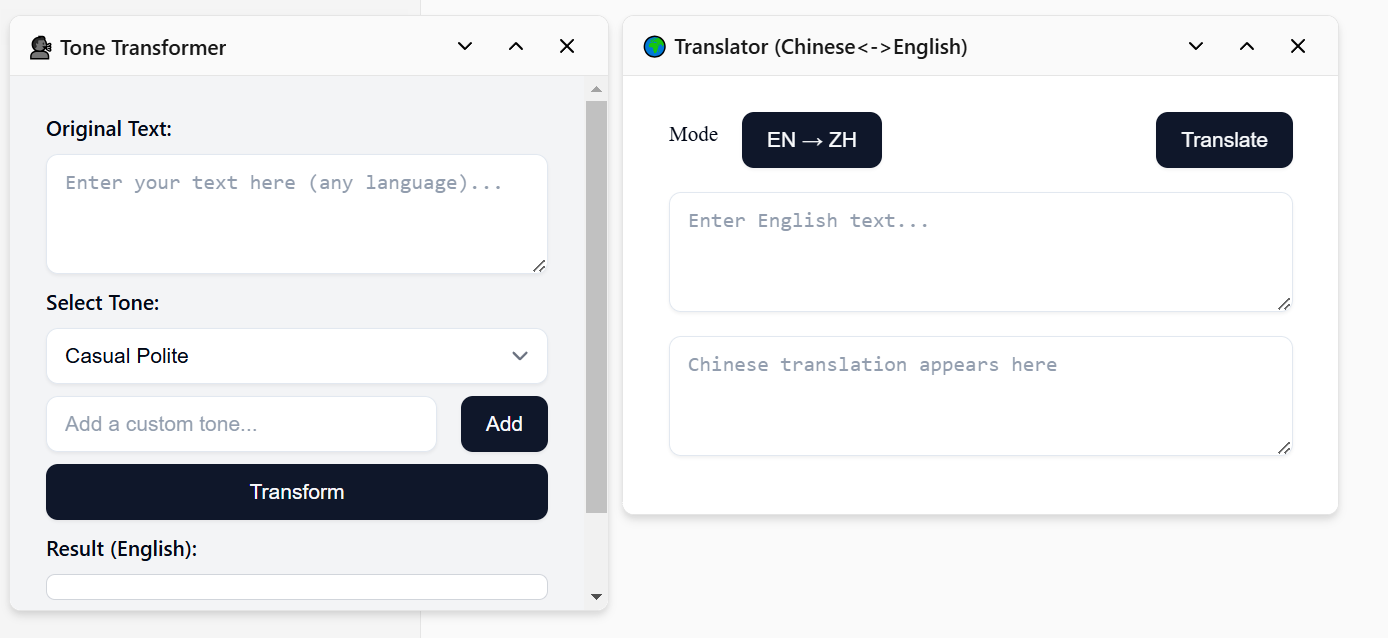 Tone Transformer
Original Text:
Enter your text here (any language)...
Select Tone:
Casual Polite
Add a custom tone...
Add
Transform
Result (English):
Translator (Chinese<->English)
Mode
EN → ZH
Translate
Enter English text...
Chinese translation appears here